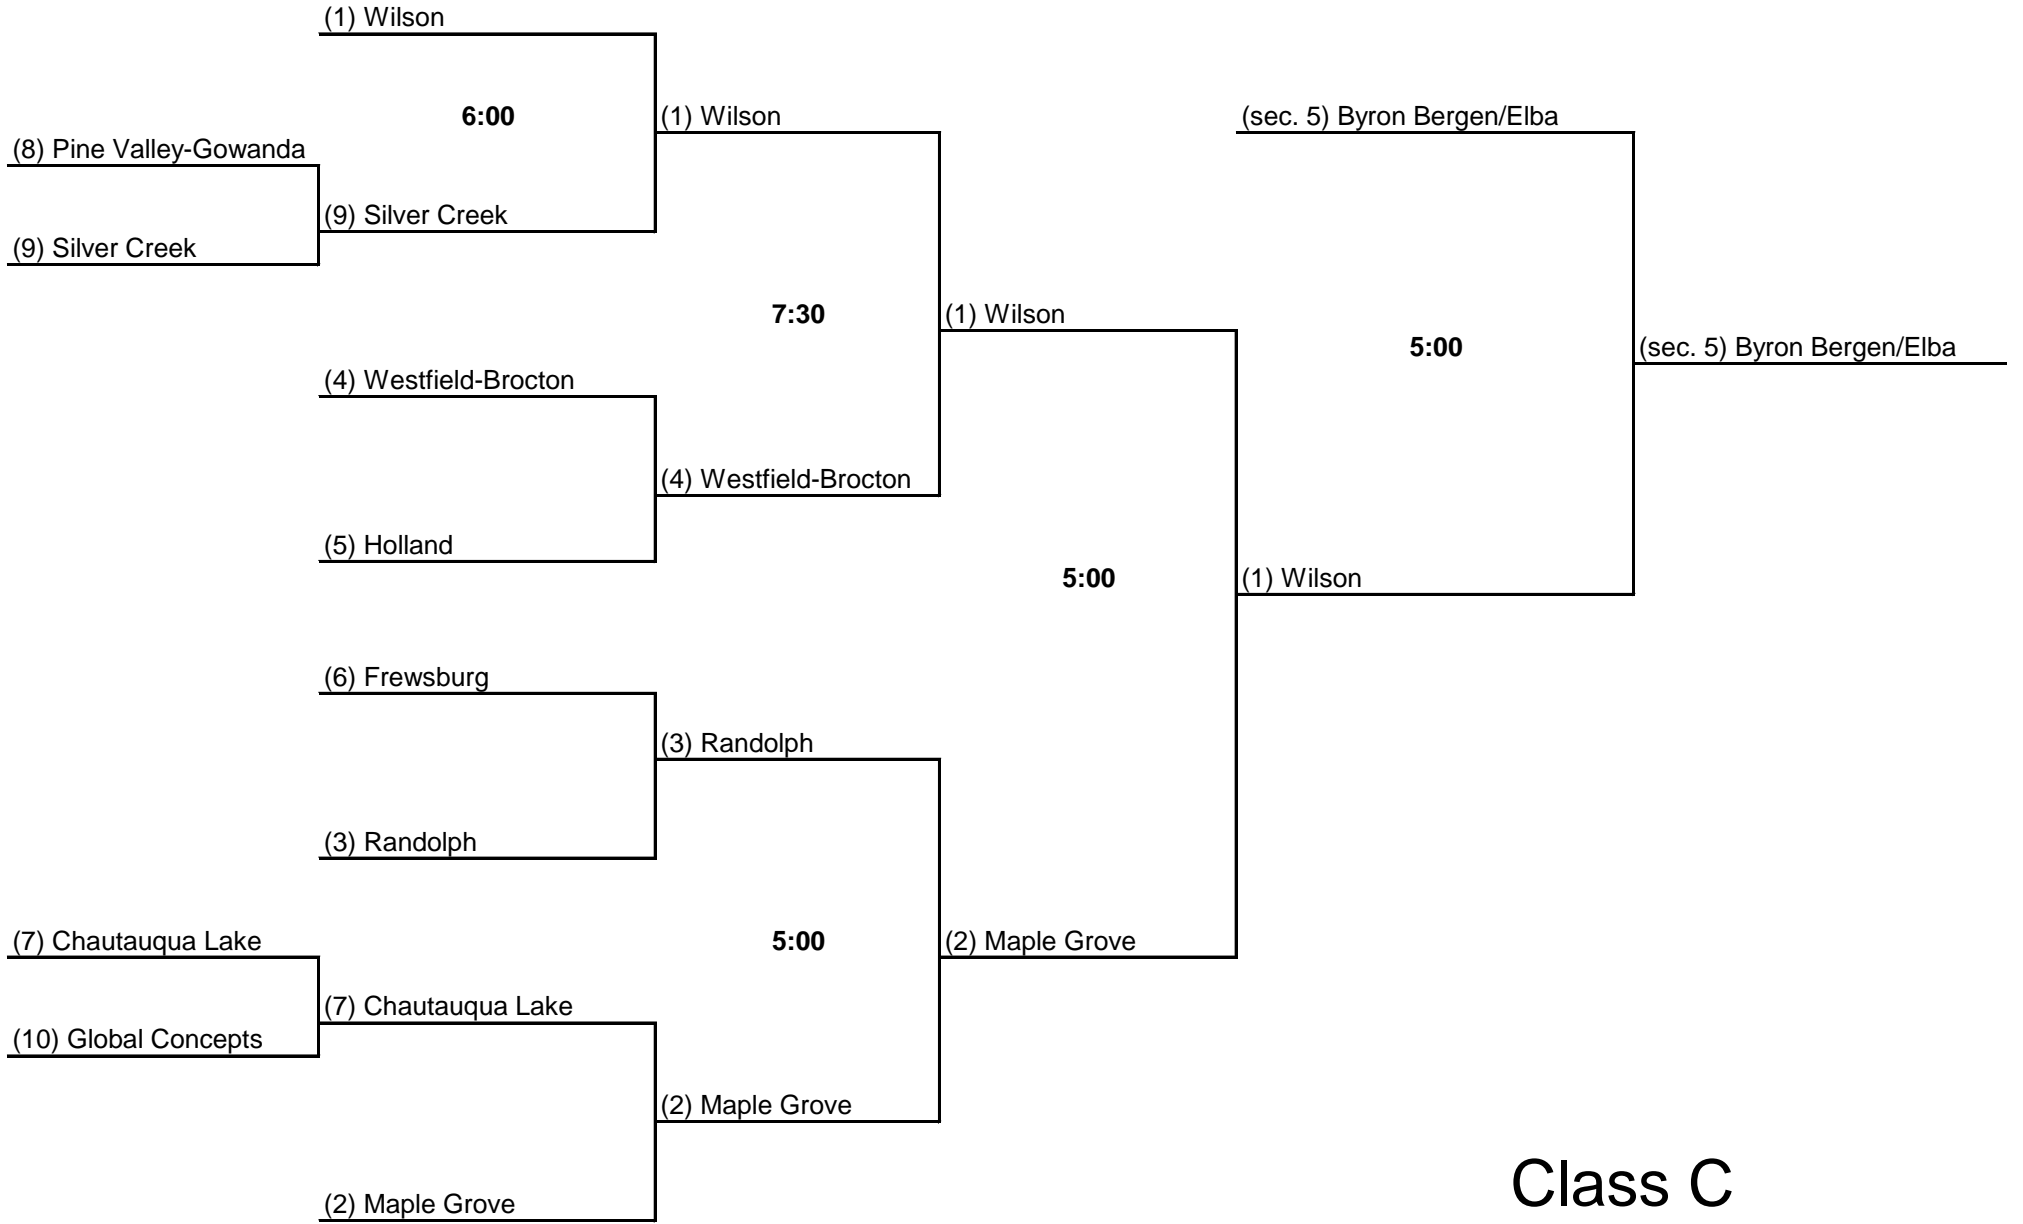 (1) Wilson
6:00
(1) Wilson
(sec. 5) Byron Bergen/Elba
(8) Pine Valley-Gowanda
(9) Silver Creek
(9) Silver Creek
7:30
(1) Wilson
5:00
(sec. 5) Byron Bergen/Elba
(4) Westfield-Brocton
(4) Westfield-Brocton
(5) Holland
5:00
(1) Wilson
(6) Frewsburg
(3) Randolph
(3) Randolph
(7) Chautauqua Lake
5:00
(2) Maple Grove
(7) Chautauqua Lake
(10) Global Concepts
(2) Maple Grove
(2) Maple Grove
Class C